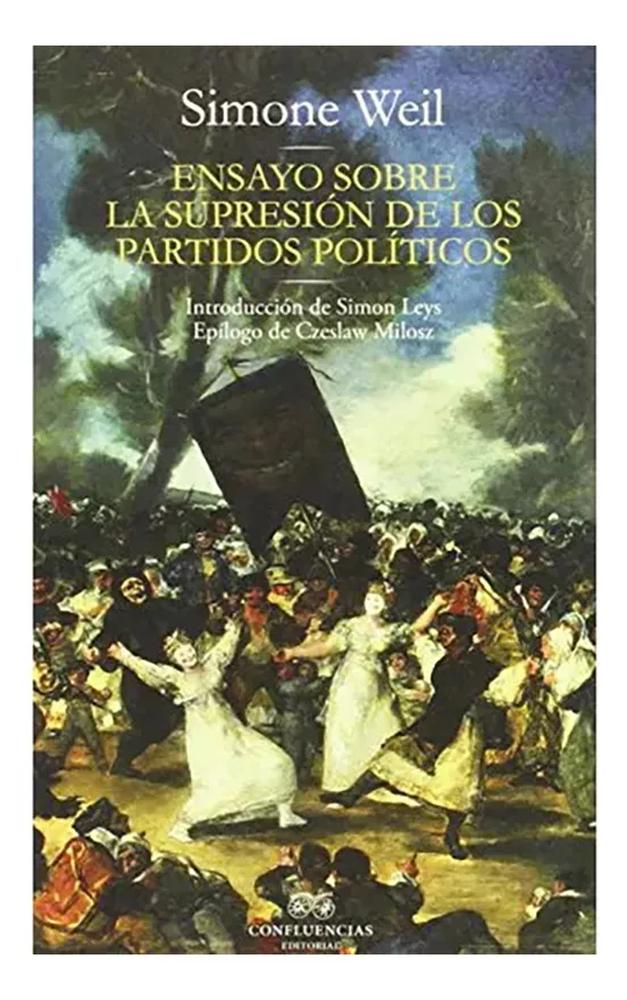 Simone Weil
ENSAYO SOBRE
LA SUPRESIÓN DE LOS
PARTIDOS POLÍTICOS
Introducción de Simon Leys
Epílogo de Czeslaw Milosz
CONFLUENCIAS
EDITORIAL